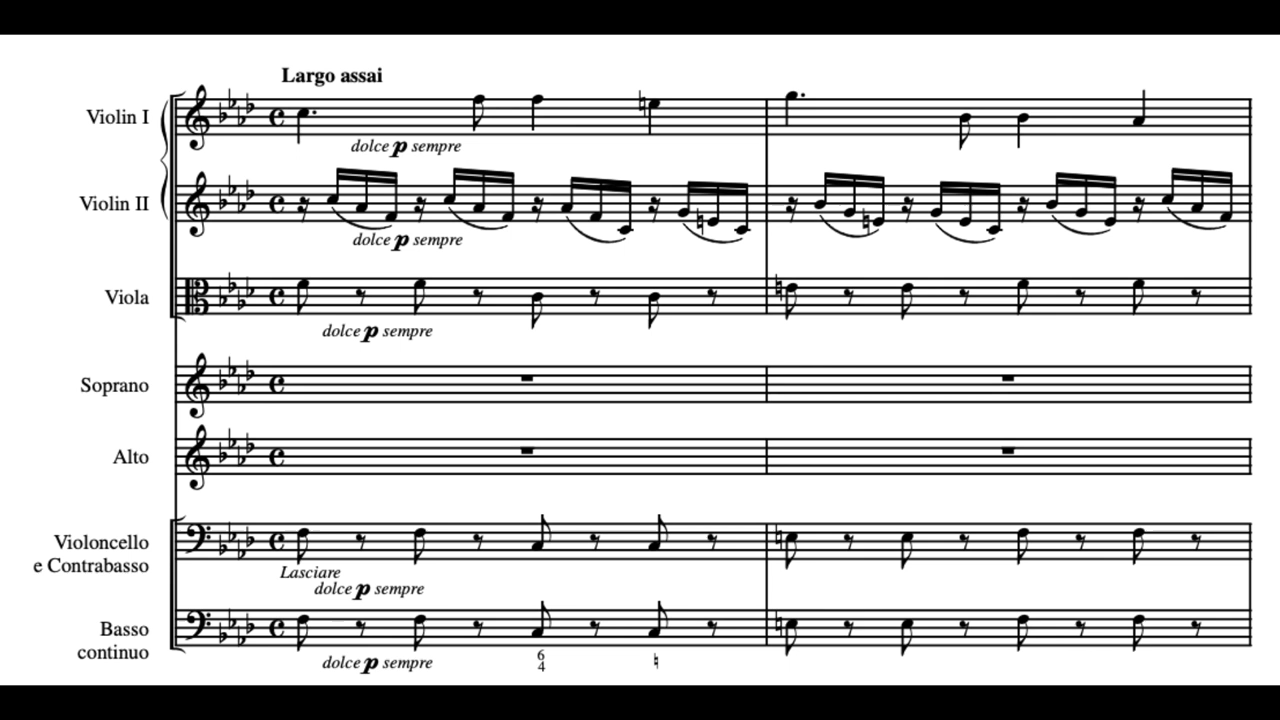 Largo assai
Violin I
dolce p sempre
Violin II
dolce p sempre
Viola
dolce p sempre
Soprano
Alto
Violoncello
e Contrabasso
Lasciare
dolce p sempre
Basso
continuo
dolce p sempre
6
4